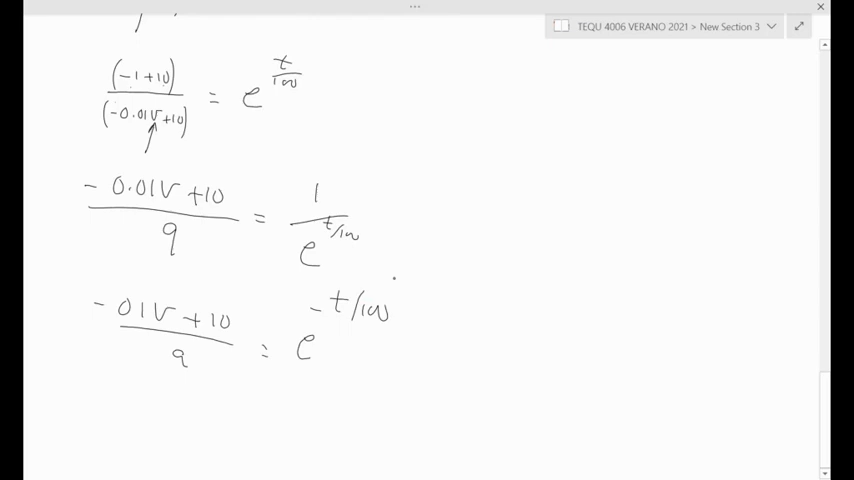 TEQU 4006 VERANO 2021 > New Section 3
(-1+10)/(-0.01V+10) = e^(t/100)
(-0.01V+10)/9 = 1/e^(t/100)
(-.01V+10)/9 = e^(-t/100)